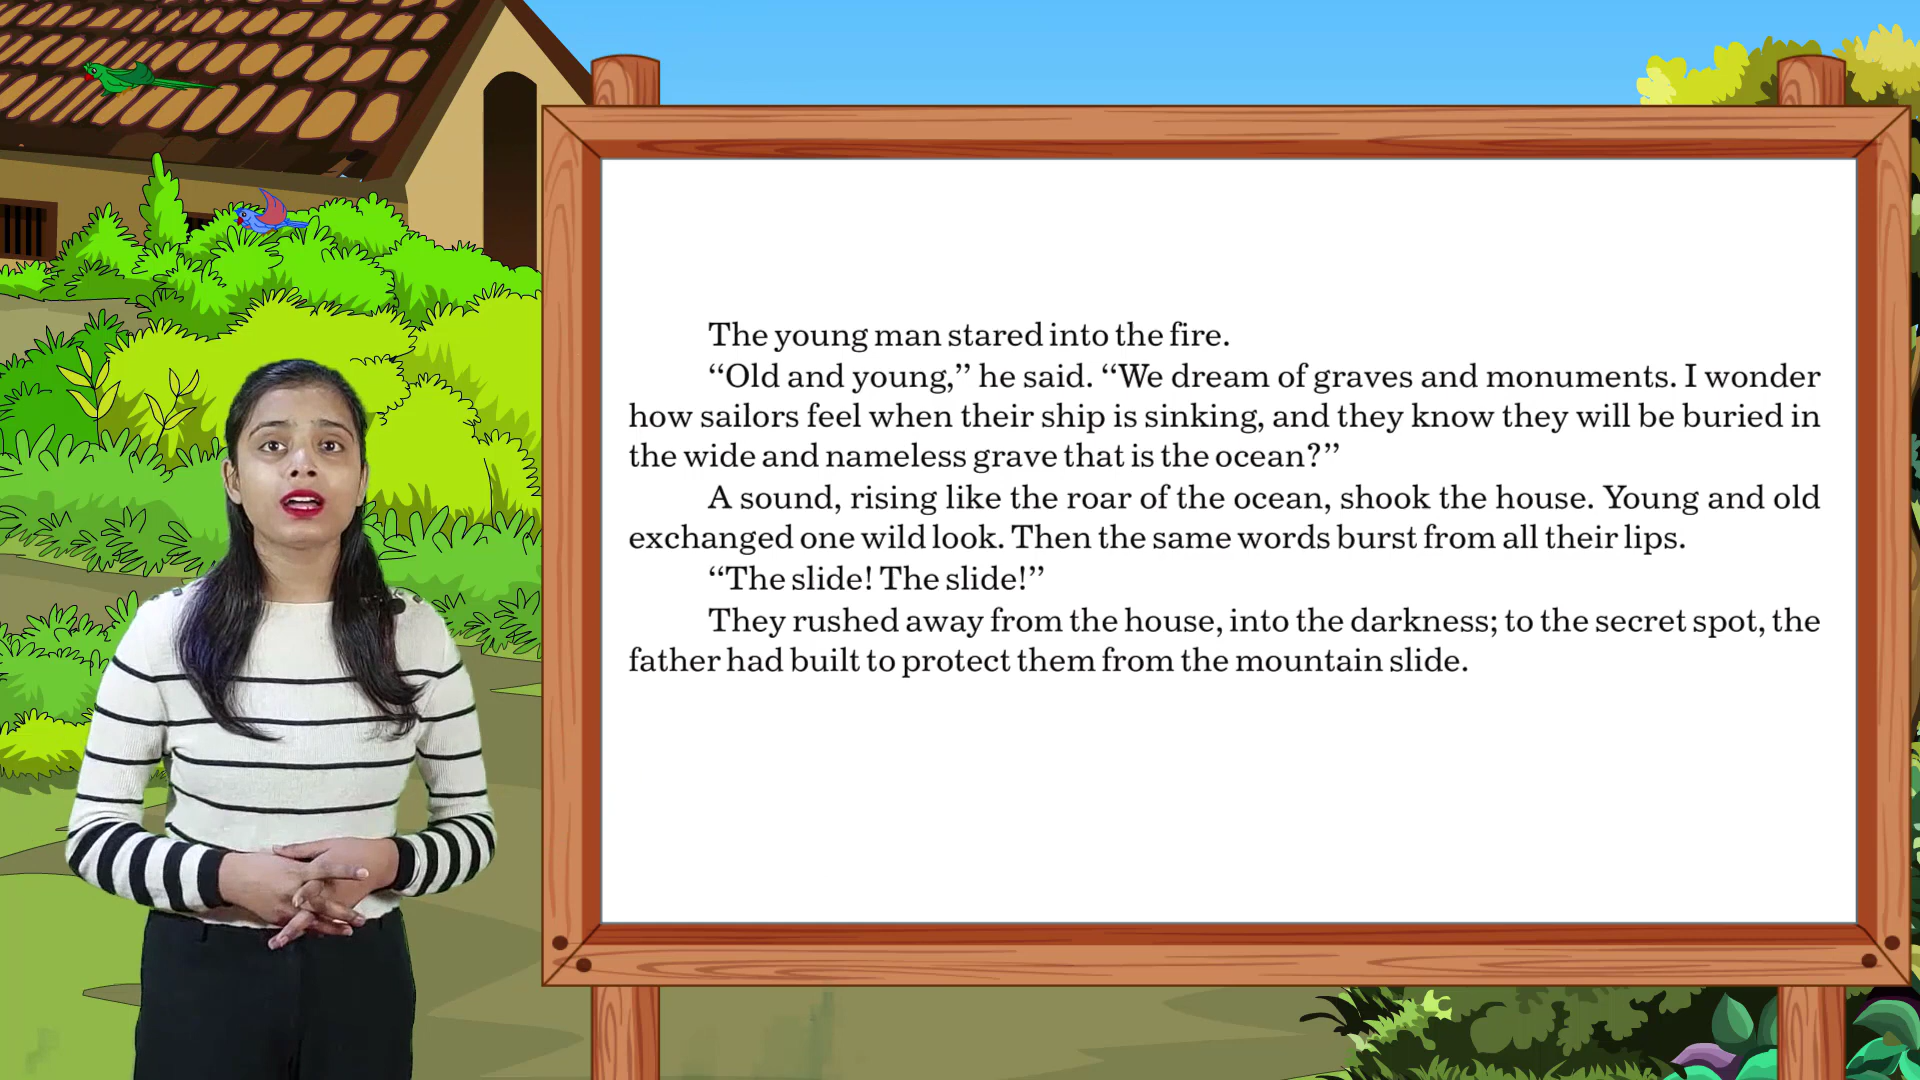 The young man stared into the fire.
“Old and young,” he said. “We dream of graves and monuments. I wonder
how sailors feel when their ship is sinking, and they know they will be buried in
the wide and nameless grave that is the ocean?”
A sound, rising like the roar of the ocean, shook the house. Young and old
exchanged one wild look. Then the same words burst from all their lips.
“The slide! The slide!”
They rushed away from the house, into the darkness; to the secret spot, the
father had built to protect them from the mountain slide.